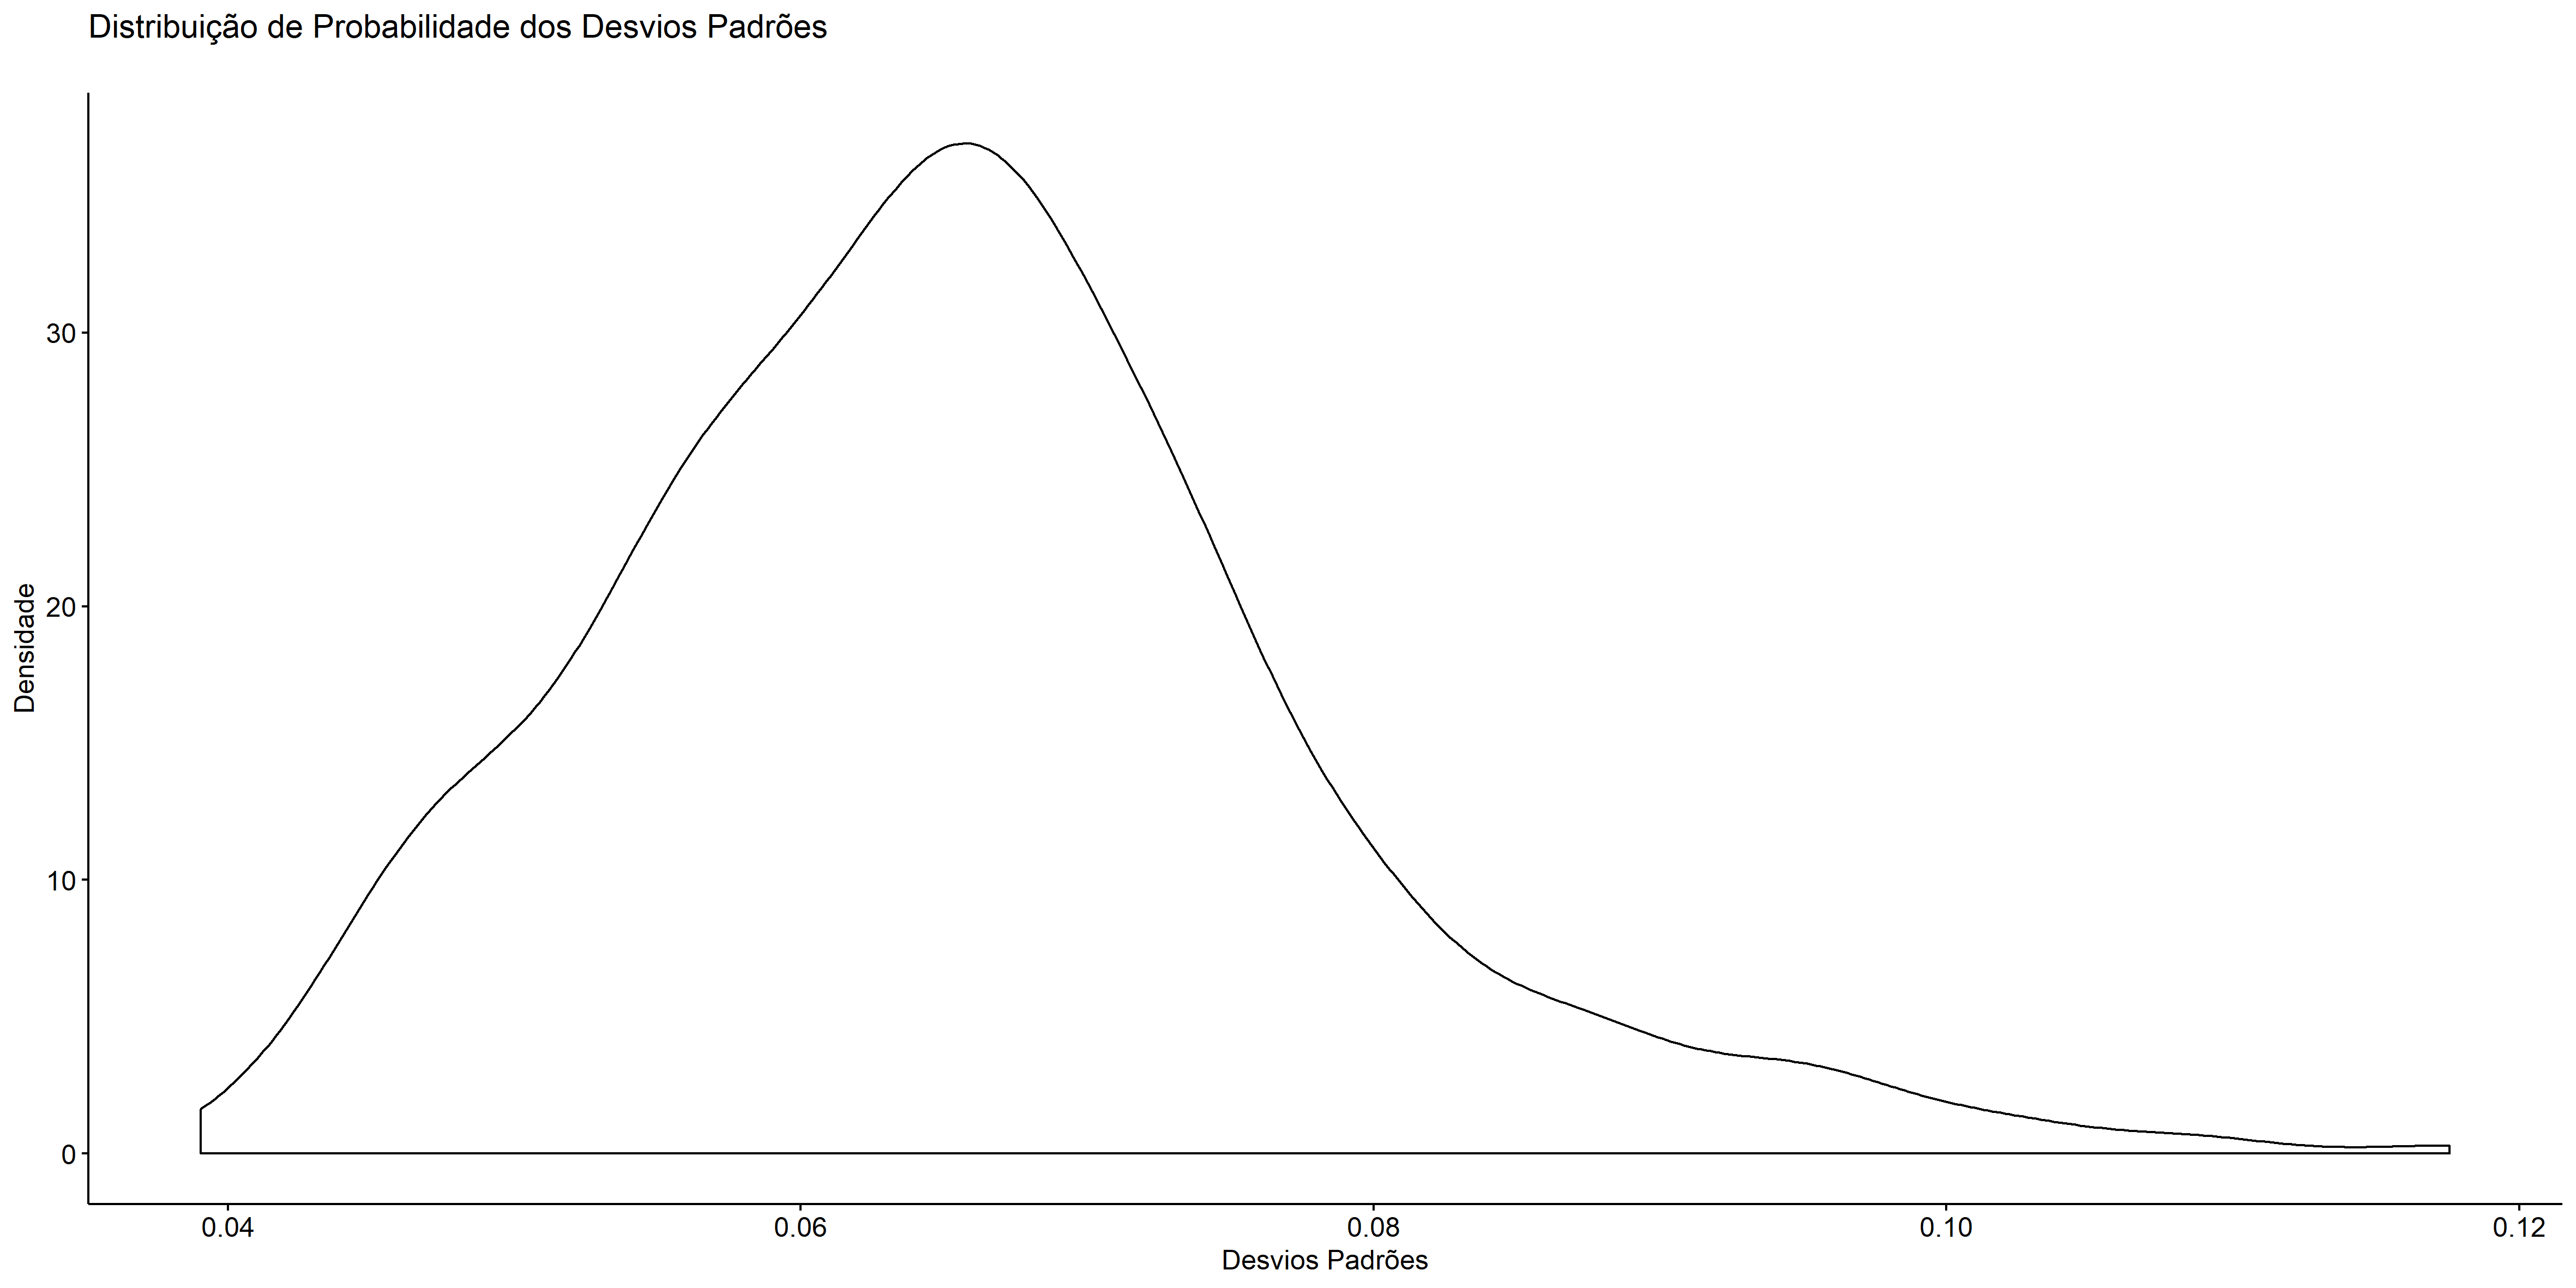 Distribuição de Probabilidade dos Desvios Padrões
30
20
10
0
Densidade
0.04 0.06 0.08 0.10 0.12
Desvios Padrões